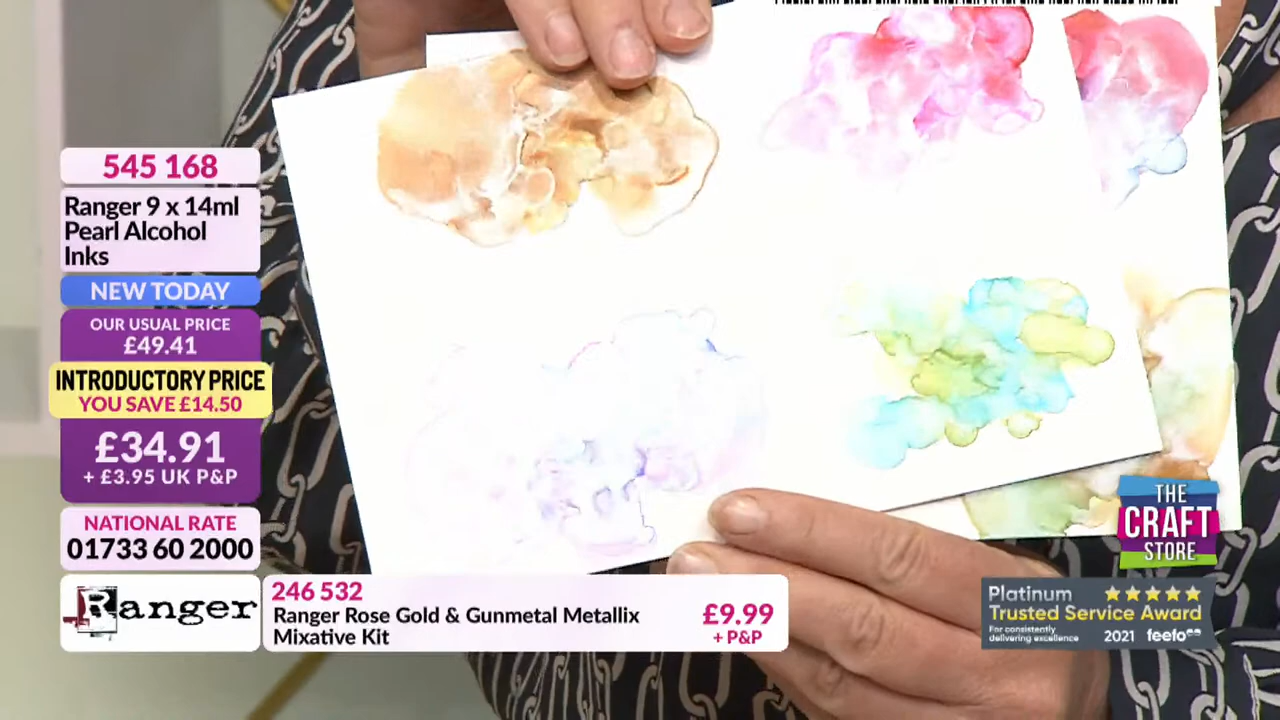 545 168
Ranger 9 x 14ml
Pearl Alcohol
Inks
NEW TODAY
OUR USUAL PRICE
£49.41
INTRODUCTORY PRICE
YOU SAVE £14.50
£34.91
+ £3.95 UK P&P
NATIONAL RATE
01733 60 2000
Ranger
246 532
Ranger Rose Gold & Gunmetal Metallix
Mixative Kit
£9.99
+ P&P
THE
CRAFT
STORE
Platinum
Trusted Service Award
For consistently
delivering excellence
2021 feefo